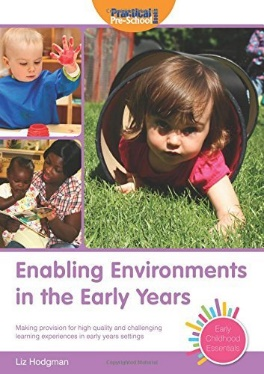 Practical
Pre-School
Books
Enabling Environments
in the Early Years
Making provision for high quality and challenging
learning experiences in early years settings
Early
Childhood
Essentials
Liz Hodgman